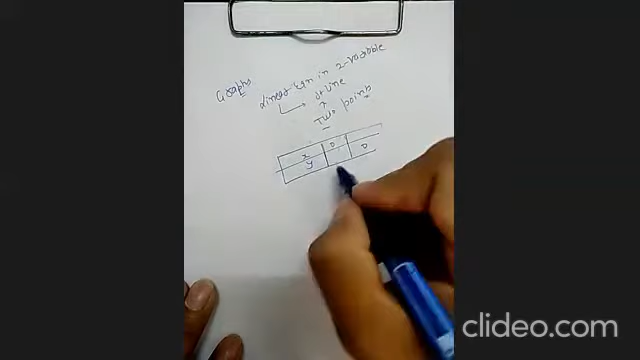 Graphs
linear Eqn in 2-variable
st line
Two points
x 0
y 0
clideo.com